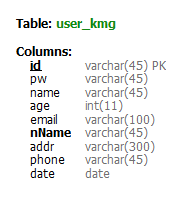 Table: user_kmg
Columns:
id varchar(45) PK
pw varchar(45)
name varchar(45)
age int(11)
email varchar(100)
nName varchar(45)
addr varchar(300)
phone varchar(45)
date date